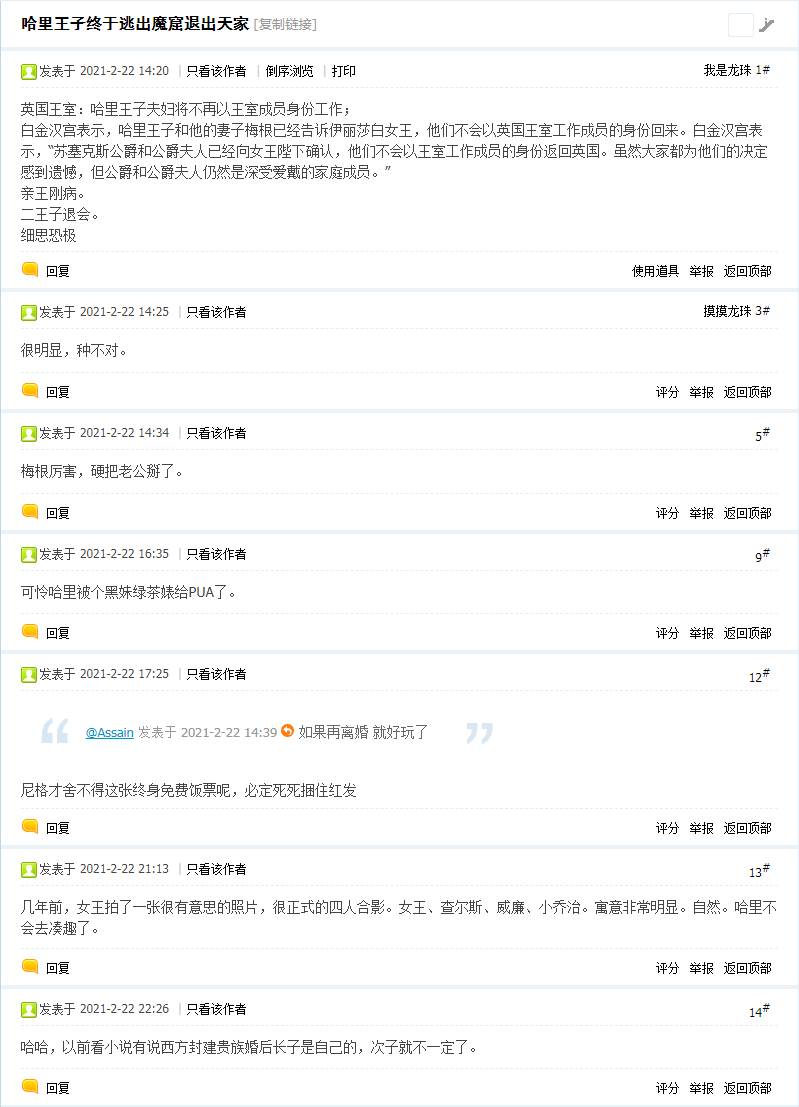 哈里王子终于逃出魔窟退出天家 [复制链接]
发表于 2021-2-22 14:20 | 只看该作者 | 倒序浏览 | 打印 我是龙珠 1#
英国王室：哈里王子夫妇将不再以王室成员身份工作；
白金汉宫表示，哈里王子和他的妻子梅根已经告诉伊丽莎白女王，他们不会以英国王室工作成员的身份回来。白金汉宫表
示，“苏塞克斯公爵和公爵夫人已经向女王陛下确认，他们不会以王室工作成员的身份返回英国。虽然大家都为他们的决定
感到遗憾，但公爵和公爵夫人仍然是深受爱戴的家庭成员。”
亲王刚病。
二王子退会。
细思恐极
回复 使用道具 举报 返回顶部
发表于 2021-2-22 14:25 | 只看该作者 摸摸龙珠 3#
很明显，种不对。
回复 评分 举报 返回顶部
发表于 2021-2-22 14:34 | 只看该作者 5#
梅根厉害，硬把老公掰了。
回复 评分 举报 返回顶部
发表于 2021-2-22 16:35 | 只看该作者 9#
可怜哈里被个黑妹绿茶婊给PUA了。
回复 评分 举报 返回顶部
发表于 2021-2-22 17:25 | 只看该作者 12#
“ @Assain 发表于 2021-2-22 14:39 如果再离婚 就好玩了 ”
尼格才舍不得这张终身免费饭票呢，必定死死捆住红发
回复 评分 举报 返回顶部
发表于 2021-2-22 21:13 | 只看该作者 13#
几年前，女王拍了一张很有意思的照片，很正式的四人合影。女王、查尔斯、威廉、小乔治。寓意非常明显。自然。哈里不
会去凑趣了。
回复 评分 举报 返回顶部
发表于 2021-2-22 22:26 | 只看该作者 14#
哈哈，以前看小说有说西方封建贵族婚后长子是自己的，次子就不一定了。
回复 评分 举报 返回顶部